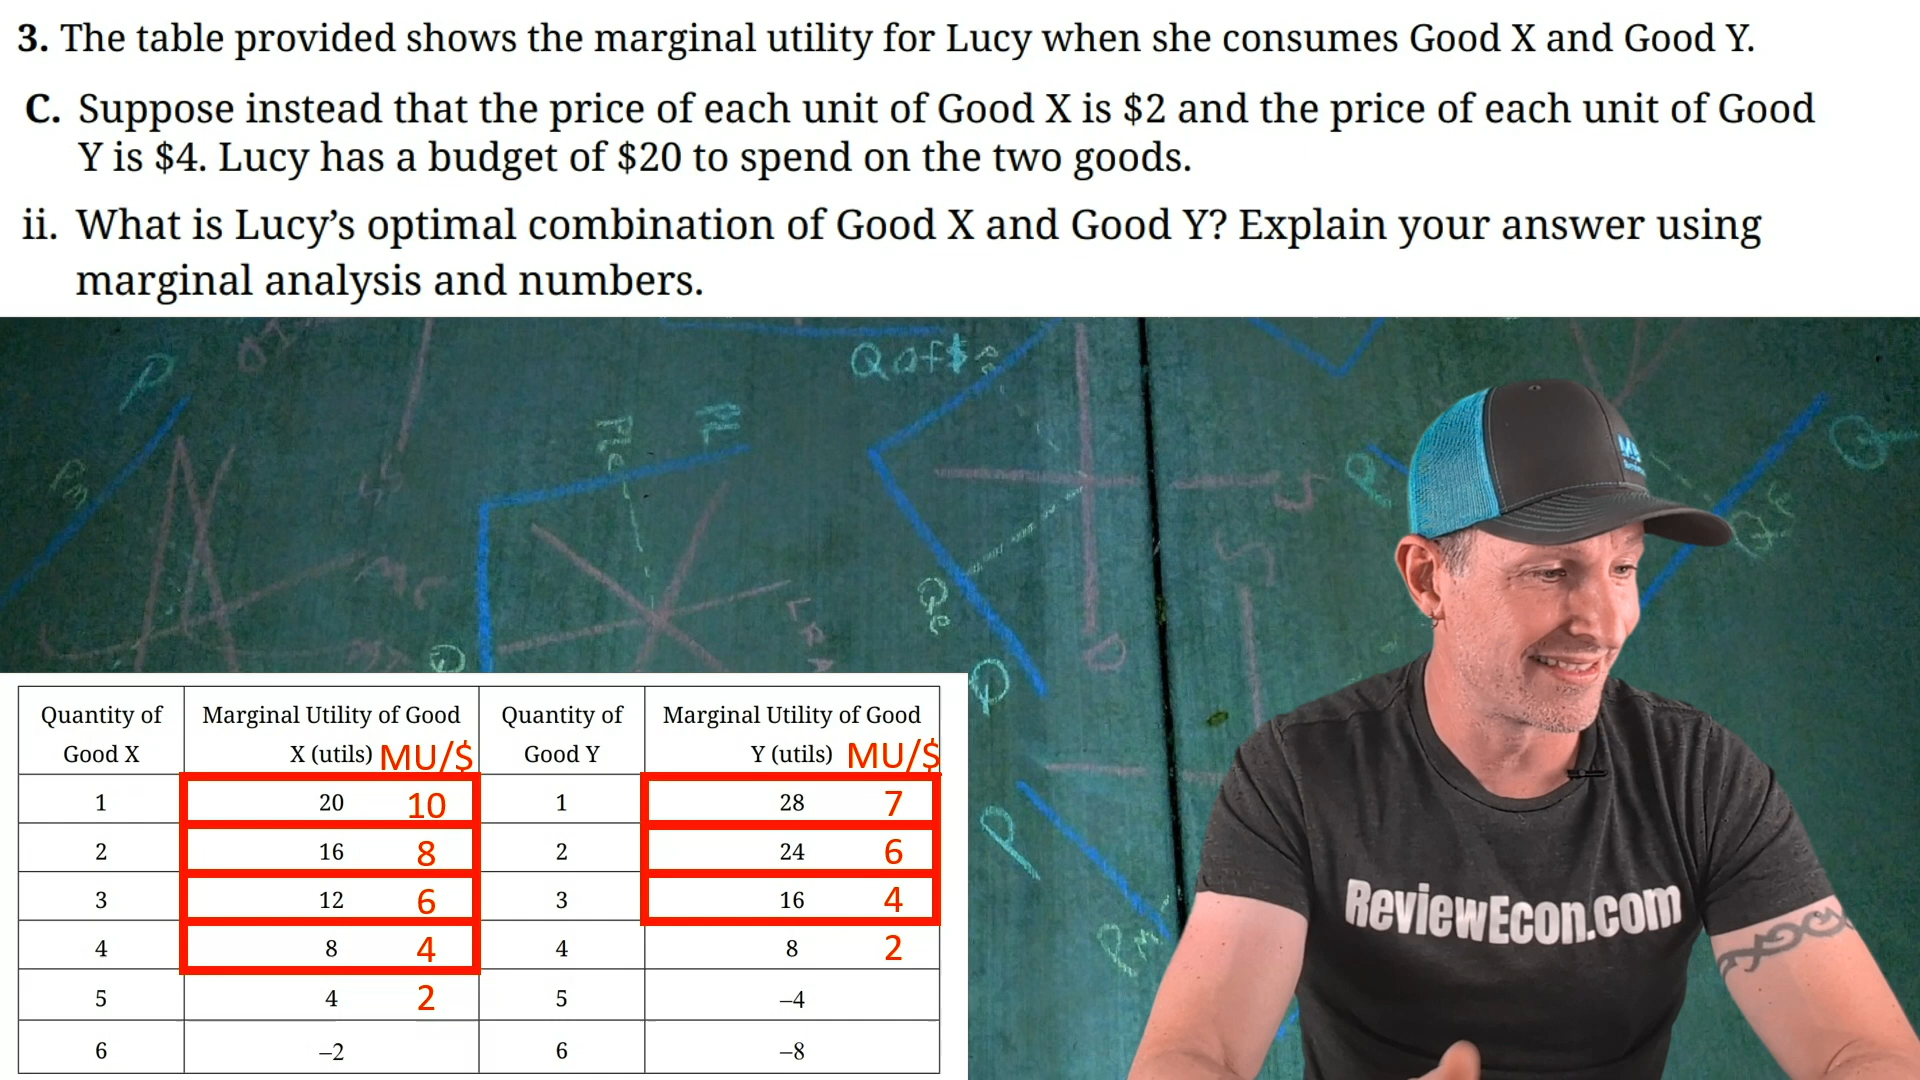 3. The table provided shows the marginal utility for Lucy when she consumes Good X and Good Y.
C. Suppose instead that the price of each unit of Good X is $2 and the price of each unit of Good
Y is $4. Lucy has a budget of $20 to spend on the two goods.
ii. What is Lucy’s optimal combination of Good X and Good Y? Explain your answer using
marginal analysis and numbers.
Q of $
Quantity of Good X
Marginal Utility of Good X (utils) MU/$
Quantity of Good Y
Marginal Utility of Good Y (utils) MU/$
1 20 10 1 28 7
2 16 8 2 24 6
3 12 6 3 16 4
4 8 4 4 8 2
5 4 2 5 –4
6 –2 6 –8
ReviewEcon.com